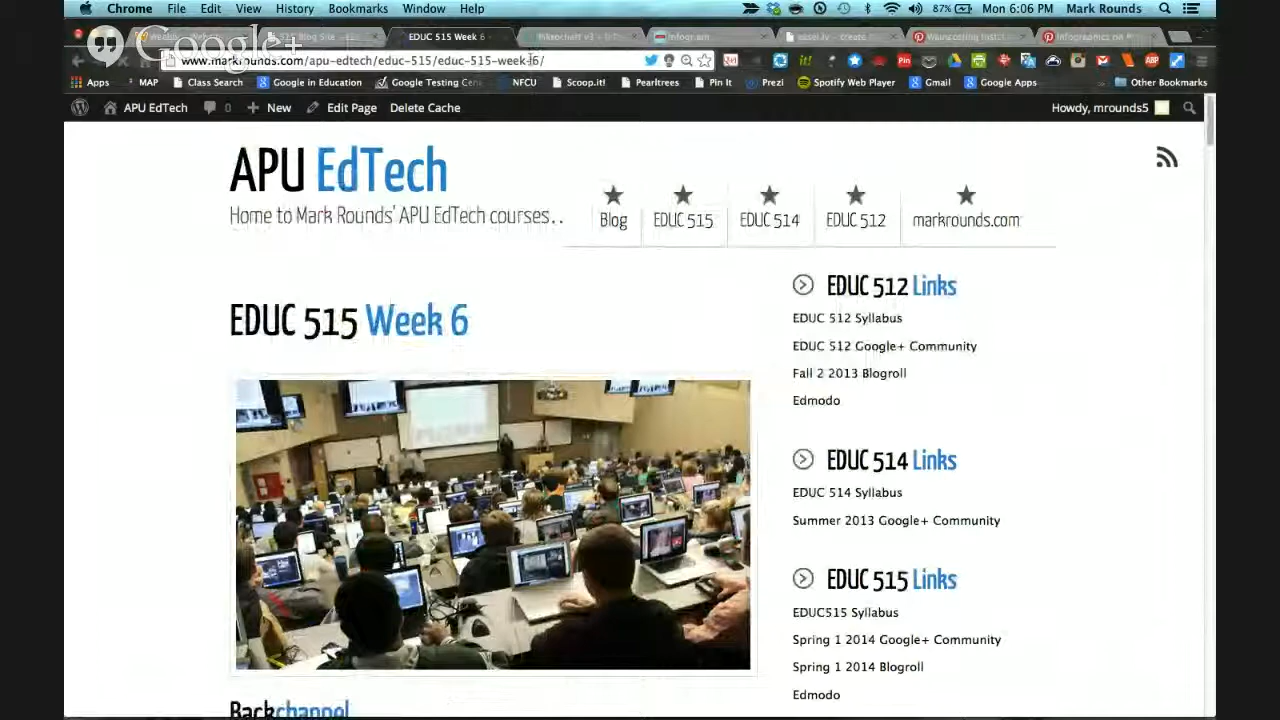 Chrome File Edit View History Bookmarks Window Help 87% Mon 6:06 PM Mark Rounds
Google+
EDUC 515 Week 6
www.markrounds.com/apu-edtech/educ-515/educ-515-week-6/
Apps MAP Class Search Google in Education Google Testing Cent NFCU Scoop.it! Pearltrees Pin It Prezi Spotify Web Player Gmail Google Apps Other Bookmarks
APU EdTech 0 New Edit Page Delete Cache Howdy, mrounds5
APU EdTech
Home to Mark Rounds' APU EdTech courses..
Blog EDUC 515 EDUC 514 EDUC 512 markrounds.com
EDUC 515 Week 6
Backchannel
EDUC 512 Links
EDUC 512 Syllabus
EDUC 512 Google+ Community
Fall 2 2013 Blogroll
Edmodo
EDUC 514 Links
EDUC 514 Syllabus
Summer 2013 Google+ Community
EDUC 515 Links
EDUC515 Syllabus
Spring 1 2014 Google+ Community
Spring 1 2014 Blogroll
Edmodo